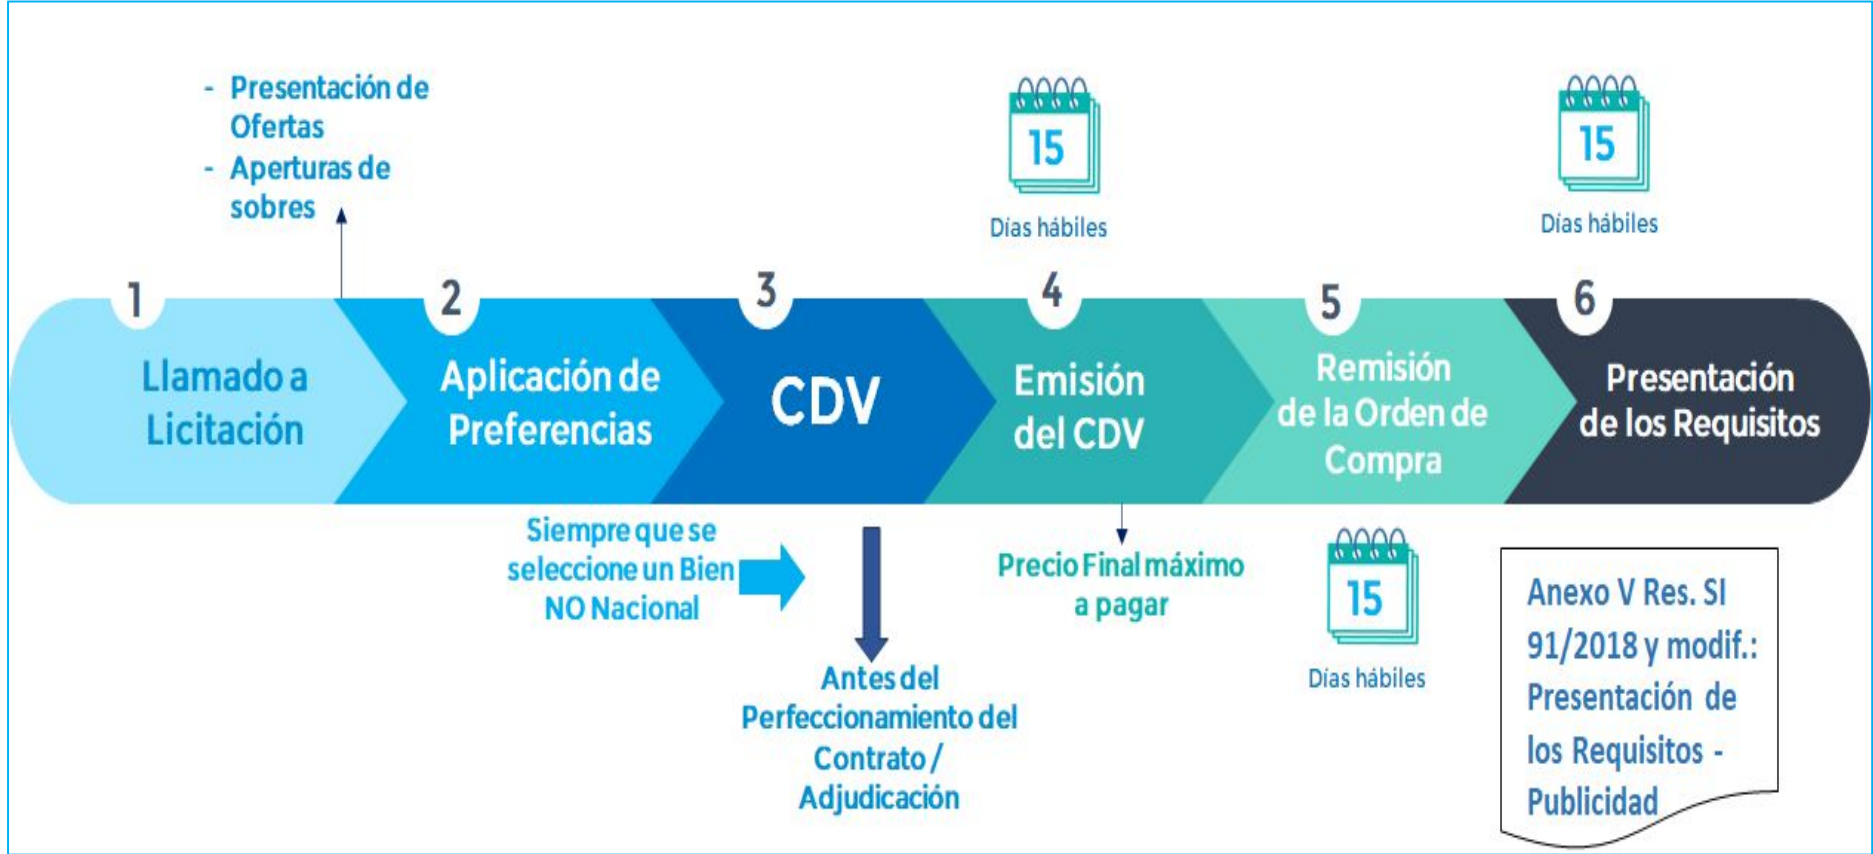 - Presentación de
Ofertas
- Aperturas de
sobres
15
Días hábiles
15
Días hábiles
1
Llamado a
Licitación
2
Aplicación de
Preferencias
3
CDV
4
Emisión
del CDV
5
Remisión
de la Orden de
Compra
6
Presentación
de los Requisitos
Siempre que se
seleccione un Bien
NO Nacional
Antes del
Perfeccionamiento del
Contrato /
Adjudicación
Precio Final máximo
a pagar
15
Días hábiles
Anexo V Res. SI
91/2018 y modif.:
Presentación de
los Requisitos -
Publicidad